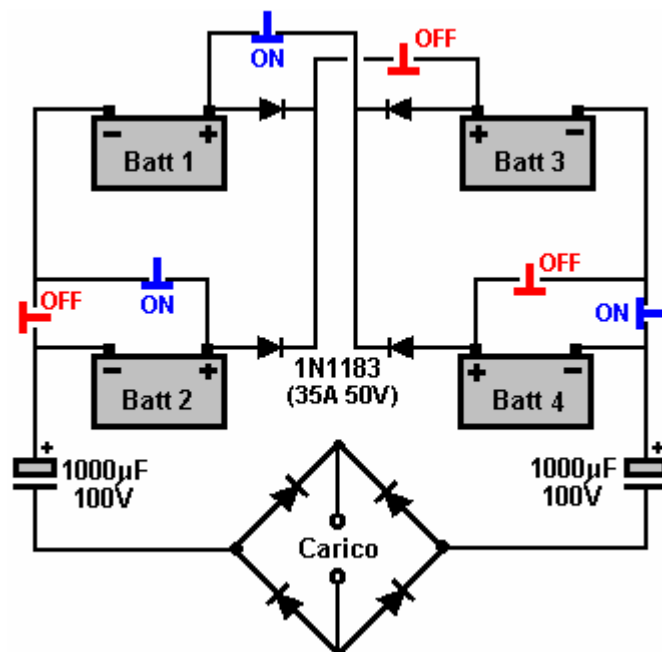 ON
OFF
- +
Batt 1
+ -
Batt 3
OFF
ON
OFF
ON
- +
Batt 2
1N1183
(35A 50V)
+ -
Batt 4
+
1000µF
100V
+
1000µF
100V
Carico